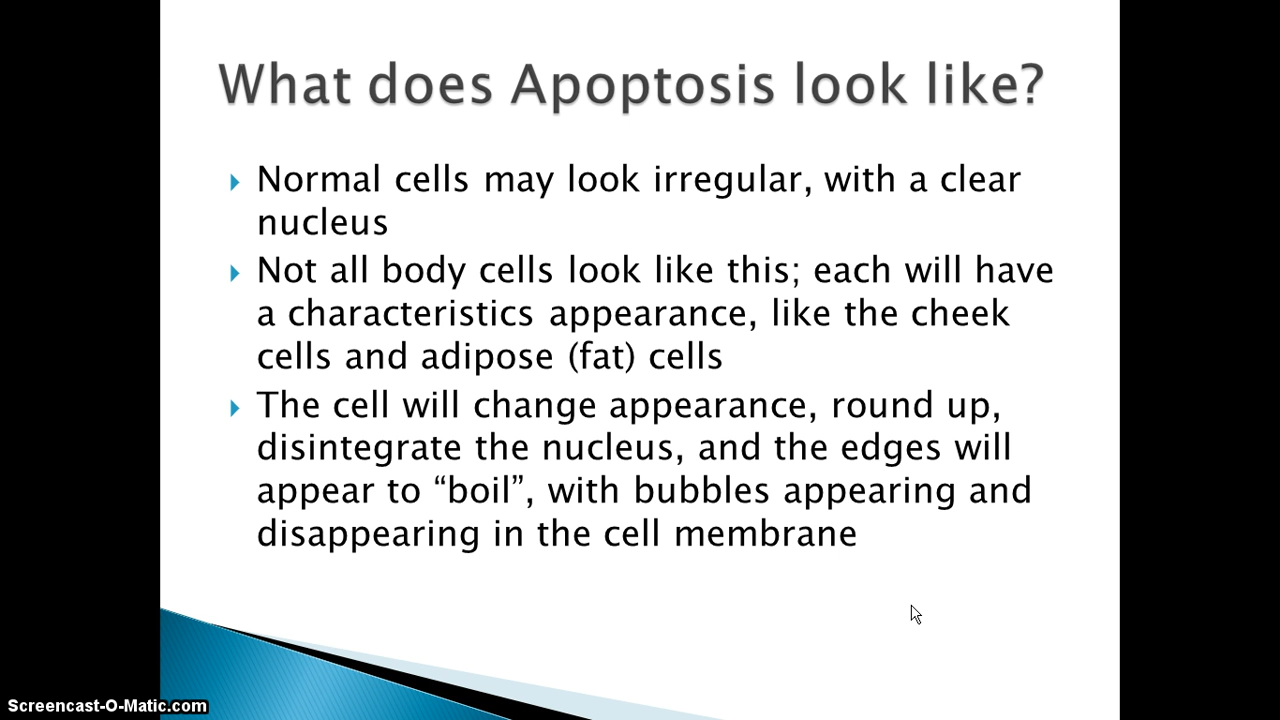 What does Apoptosis look like?
Normal cells may look irregular, with a clear
nucleus
Not all body cells look like this; each will have
a characteristics appearance, like the cheek
cells and adipose (fat) cells
The cell will change appearance, round up,
disintegrate the nucleus, and the edges will
appear to “boil”, with bubbles appearing and
disappearing in the cell membrane
Screencast-O-Matic.com